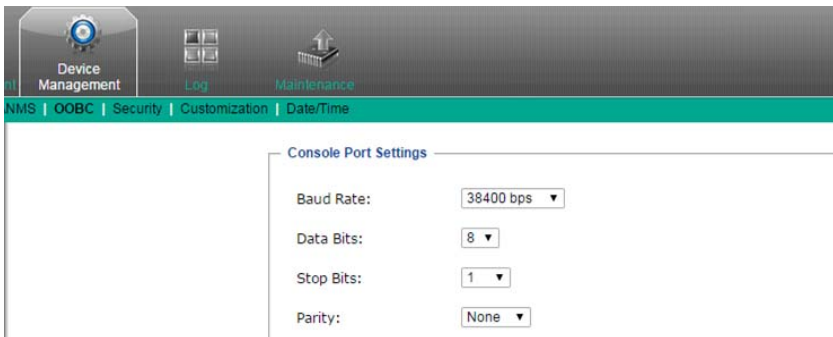 Device
Management
Log
Maintenance
NMS | OOBC | Security | Customization | Date/Time
Console Port Settings
Baud Rate: 38400 bps
Data Bits: 8
Stop Bits: 1
Parity: None